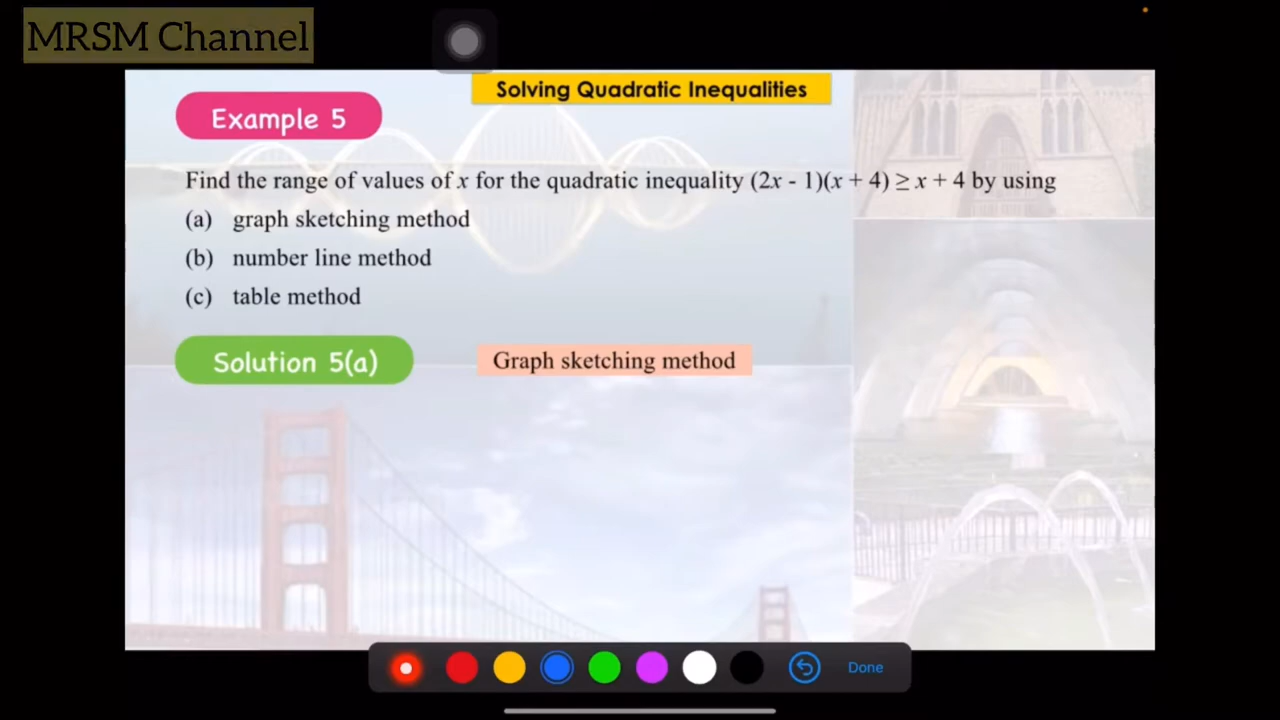 MRSM Channel
Solving Quadratic Inequalities
Example 5
Find the range of values of x for the quadratic inequality (2x - 1)(x + 4) ≥ x + 4 by using
(a) graph sketching method
(b) number line method
(c) table method
Solution 5(a)
Graph sketching method
Done